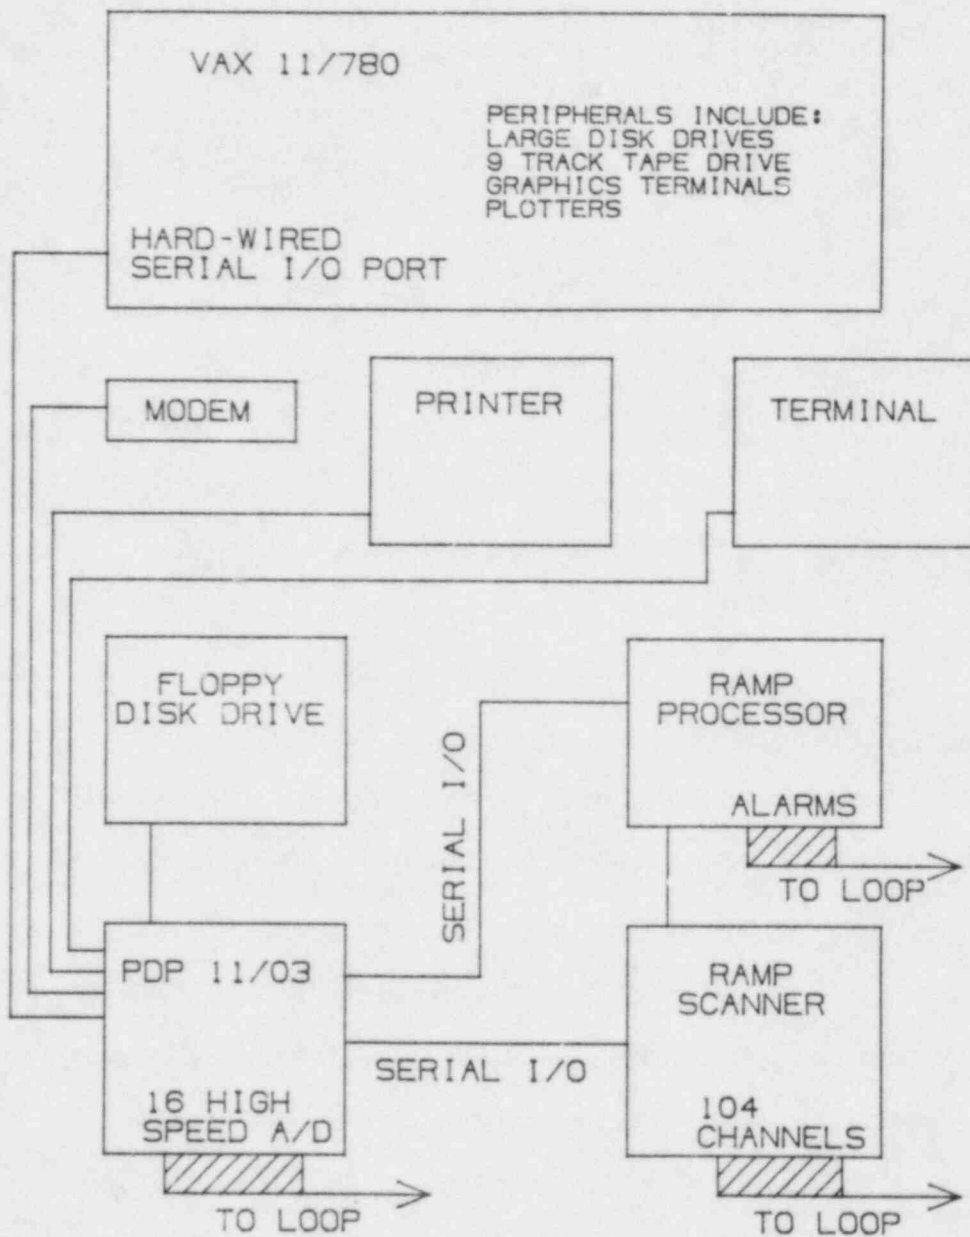 VAX 11/780
PERIPHERALS INCLUDE:
LARGE DISK DRIVES
9 TRACK TAPE DRIVE
GRAPHICS TERMINALS
PLOTTERS
HARD-WIRED
SERIAL I/O PORT
MODEM
PRINTER
TERMINAL
FLOPPY
DISK DRIVE
SERIAL I/O
RAMP
PROCESSOR
ALARMS
TO LOOP
PDP 11/03
16 HIGH
SPEED A/D
TO LOOP
SERIAL I/O
RAMP
SCANNER
104
CHANNELS
TO LOOP